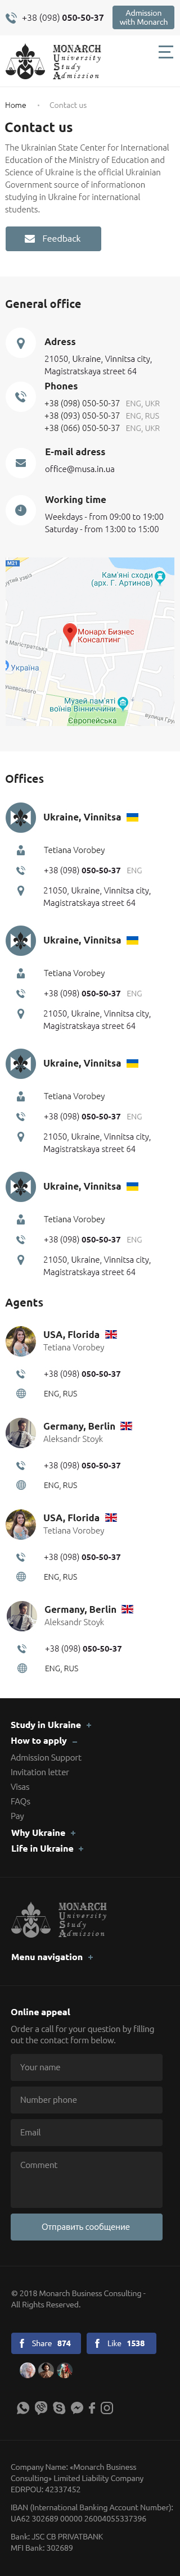 +38 (098) 050-50-37
Admission
with Monarch
MONARCH
University
Study
Admission
Home
Contact us
Contact us
The Ukrainian State Center for International
Education of the Ministry of Education and
Science of Ukraine is the official Ukrainian
Government source of informationon
studying in Ukraine for international
students.
Feedback
General office
Adress
21050, Ukraine, Vinnitsa city,
Magistratskaya street 64
Phones
+38 (098) 050-50-37 ENG, UKR
+38 (093) 050-50-37 ENG, RUS
+38 (066) 050-50-37 ENG, UKR
E-mail adress
office@musa.in.ua
Working time
Weekdays - from 09:00 to 19:00
Saturday - from 13:00 to 15:00
М21
Кам'яні сходи
(арх. Г. Артинов)
Монарх Бизнес
Консалтинг
Україна
Музей пам'яті
воїнів Вінниччини
Європейська
Offices
Ukraine, Vinnitsa
Tetiana Vorobey
+38 (098) 050-50-37 ENG
21050, Ukraine, Vinnitsa city,
Magistratskaya street 64
Ukraine, Vinnitsa
Tetiana Vorobey
+38 (098) 050-50-37 ENG
21050, Ukraine, Vinnitsa city,
Magistratskaya street 64
Ukraine, Vinnitsa
Tetiana Vorobey
+38 (098) 050-50-37 ENG
21050, Ukraine, Vinnitsa city,
Magistratskaya street 64
Ukraine, Vinnitsa
Tetiana Vorobey
+38 (098) 050-50-37 ENG
21050, Ukraine, Vinnitsa city,
Magistratskaya street 64
Agents
USA, Florida
Tetiana Vorobey
+38 (098) 050-50-37
ENG, RUS
Germany, Berlin
Aleksandr Stoyk
+38 (098) 050-50-37
ENG, RUS
USA, Florida
Tetiana Vorobey
+38 (098) 050-50-37
ENG, RUS
Germany, Berlin
Aleksandr Stoyk
+38 (098) 050-50-37
ENG, RUS
Study in Ukraine +
How to apply –
Admission Support
Invitation letter
Visas
FAQs
Pay
Why Ukraine +
Life in Ukraine +
MONARCH
University
Study
Admission
Menu navigation +
Online appeal
Order a call for your question by filling
out the contact form below.
Your name
Number phone
Email
Comment
Отправить сообщение
© 2018 Monarch Business Consulting -
All Rights Reserved.
Share 874
Like 1538
Company Name: «Monarch Business
Consulting» Limited Liability Company
EDRPOU: 42337452
IBAN (International Banking Account Number):
UA62 302689 00000 26004055337396
Bank: JSC CB PRIVATBANK
MFI Bank: 302689